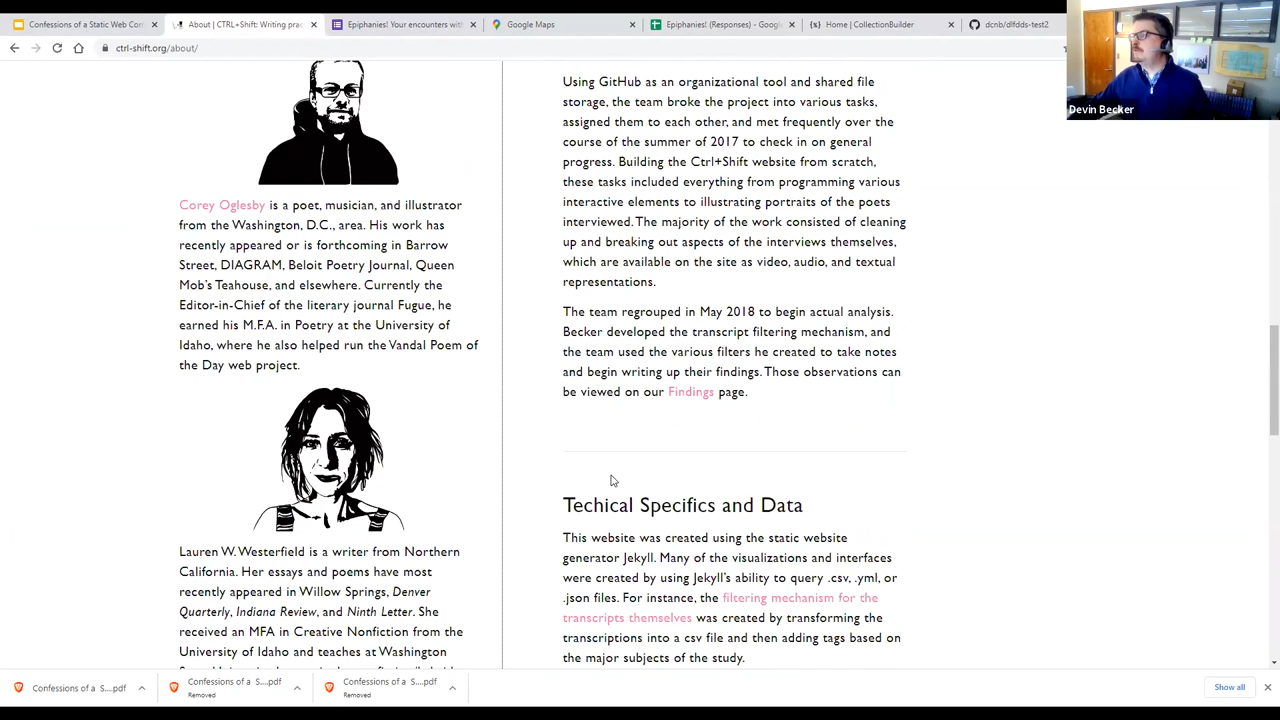 Confessions of a Static Web Con
About | CTRL+Shift: Writing prac
Epiphanies! Your encounters wit
Google Maps
Epiphanies! (Responses) - Googl
Home | CollectionBuilder
dcnb/dlfdds-test2
ctrl-shift.org/about/
Devin Becker
Corey Oglesby is a poet, musician, and illustrator
from the Washington, D.C., area. His work has
recently appeared or is forthcoming in Barrow
Street, DIAGRAM, Beloit Poetry Journal, Queen
Mob's Teahouse, and elsewhere. Currently the
Editor-in-Chief of the literary journal Fugue, he
earned his M.F.A. in Poetry at the University of
Idaho, where he also helped run the Vandal Poem of
the Day web project.
Lauren W. Westerfield is a writer from Northern
California. Her essays and poems have most
recently appeared in Willow Springs, Denver
Quarterly, Indiana Review, and Ninth Letter. She
received an MFA in Creative Nonfiction from the
University of Idaho and teaches at Washington
Using GitHub as an organizational tool and shared file
storage, the team broke the project into various tasks,
assigned them to each other, and met frequently over the
course of the summer of 2017 to check in on general
progress. Building the Ctrl+Shift website from scratch,
these tasks included everything from programming various
interactive elements to illustrating portraits of the poets
interviewed. The majority of the work consisted of cleaning
up and breaking out aspects of the interviews themselves,
which are available on the site as video, audio, and textual
representations.
The team regrouped in May 2018 to begin actual analysis.
Becker developed the transcript filtering mechanism, and
the team used the various filters he created to take notes
and begin writing up their findings. Those observations can
be viewed on our Findings page.
Techical Specifics and Data
This website was created using the static website
generator Jekyll. Many of the visualizations and interfaces
were created by using Jekyll's ability to query .csv, .yml, or
.json files. For instance, the filtering mechanism for the
transcripts themselves was created by transforming the
transcriptions into a csv file and then adding tags based on
the major subjects of the study.
Confessions of a S....pdf
Confessions of a S....pdf
Removed
Confessions of a S....pdf
Removed
Show all